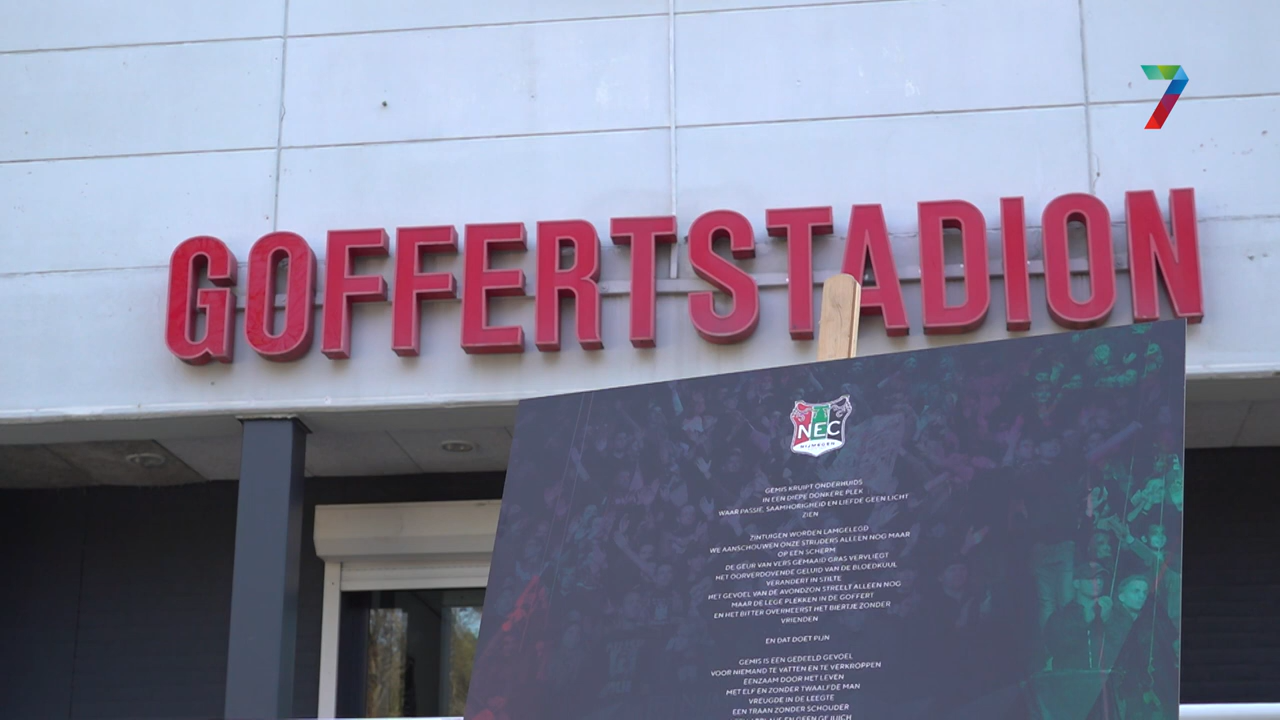 7
GOFFERTSTADION
NEC
NIJMEGEN
GEMIS KRUIPT ONDERHUIDS
IN EEN DIEPE DONKERE PLEK
WAAR PASSIE, SAAMHORIGHEID EN LIEFDE GEEN LICHT
ZIEN
ZINTUIGEN WORDEN LAMGELEGD
WE AANSCHOUWEN ONZE STRIJDERS ALLEEN NOG MAAR
OP EEN SCHERM
DE GEUR VAN VERS GEMAAID GRAS VERVLIEGT
HET OORVERDOVENDE GELUID VAN DE BLOEDKUUL
VERANDERT IN STILTE
HET GEVOEL VAN DE AVONDZON STREELT ALLEEN NOG
MAAR DE LEGE PLEKKEN IN DE GOFFERT
EN HET BITTER OVERHEERST HET BIERTJE ZONDER
VRIENDEN
EN DAT DOET PIJN
GEMIS IS EEN GEDEELD GEVOEL
VOOR NIEMAND TE VATTEN EN TE VERKROPPEN
EENZAAM DOOR HET LEVEN
MET ELF EN ZONDER TWAALFDE MAN
VREUGDE IN DE LEEGTE
EEN TRAAN ZONDER SCHOUDER
EN GEEN GEJUICH